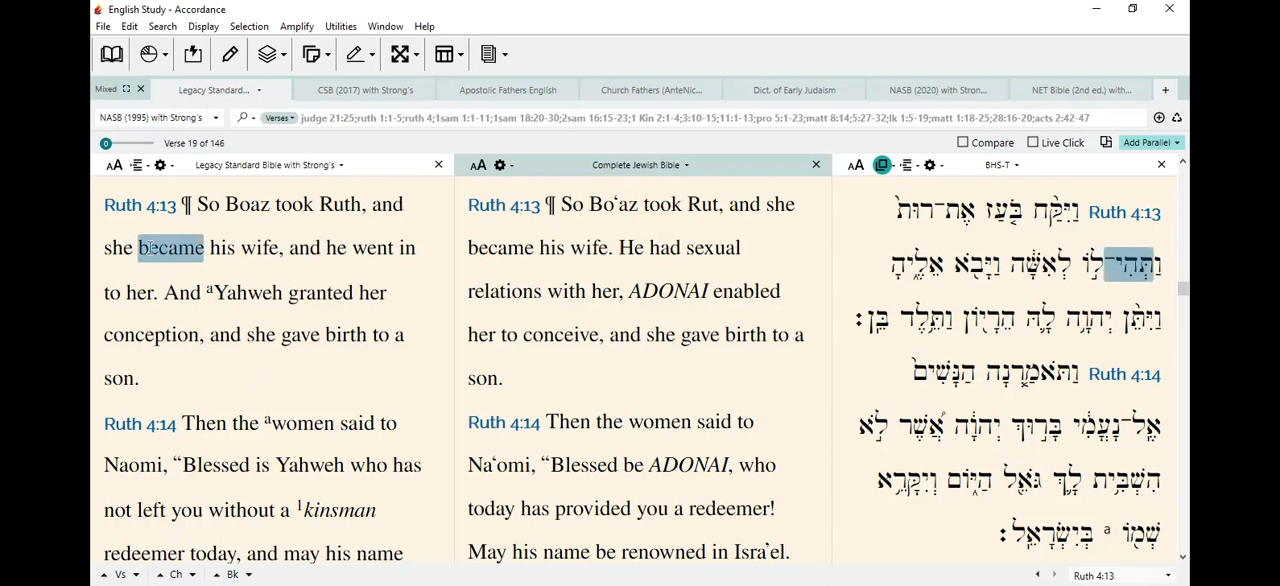 English Study - Accordance
File Edit Search Display Selection Amplify Utilities Window Help
Mixed Legacy Standard... CSB (2017) with Strong's Apostolic Fathers English Church Fathers (AnteNic... Dict. of Early Judaism NASB (2020) with Stron... NET Bible (2nd ed.) with... +
NASB (1995) with Strong's Verses judge 21:25;ruth 1:1-5;ruth 4;1sam 1:1-11;1sam 18:20-30;2sam 16:15-23;1 Kin 2:1-4;3:10-15;11:1-13;pro 5:1-23;matt 8:14;5:27-32;lk 1:5-19;matt 1:18-25;28:16-20;acts 2:42-47
0 Verse 19 of 146 Compare Live Click Add Parallel
AA Legacy Standard Bible with Strong's
Ruth 4:13 ¶ So Boaz took Ruth, and
she became his wife, and he went in
to her. And aYahweh granted her
conception, and she gave birth to a
son.
Ruth 4:14 Then the awomen said to
Naomi, “Blessed is Yahweh who has
not left you without a 1kinsman
redeemer today, and may his name
AA Complete Jewish Bible
Ruth 4:13 ¶ So Bo‘az took Rut, and she
became his wife. He had sexual
relations with her, ADONAI enabled
her to conceive, and she gave birth to a
son.
Ruth 4:14 Then the women said to
Na‘omi, “Blessed be ADONAI, who
today has provided you a redeemer!
May his name be renowned in Isra’el.
AA BHS-T
Ruth 4:13 וַיִּקַּ֨ח בֹּ֤עַז אֶת־רוּת֙
וַתְּהִי־ל֣וֹ לְאִשָּׁ֔ה וַיָּבֹ֖א אֵלֶ֑יהָ
וַיִּתֵּ֨ן יְהוָ֥ה לָ֛הּ הֵרָי֖וֹן וַתֵּ֥לֶד בֵּֽן׃
Ruth 4:14 וַתֹּאמַ֤רְנָה הַנָּשִׁים֙
אֶֽל־נָעֳמִ֔י בָּר֣וּךְ יְהוָ֔ה אֲ֠שֶׁר לֹ֣א
הִשְׁבִּ֥ית לָ֛ךְ גֹּאֵ֖ל הַיּ֑וֹם וְיִקָּרֵ֥א
שְׁמ֖וֹ a בְּיִשְׂרָאֵֽל׃
Vs Ch Bk Ruth 4:13